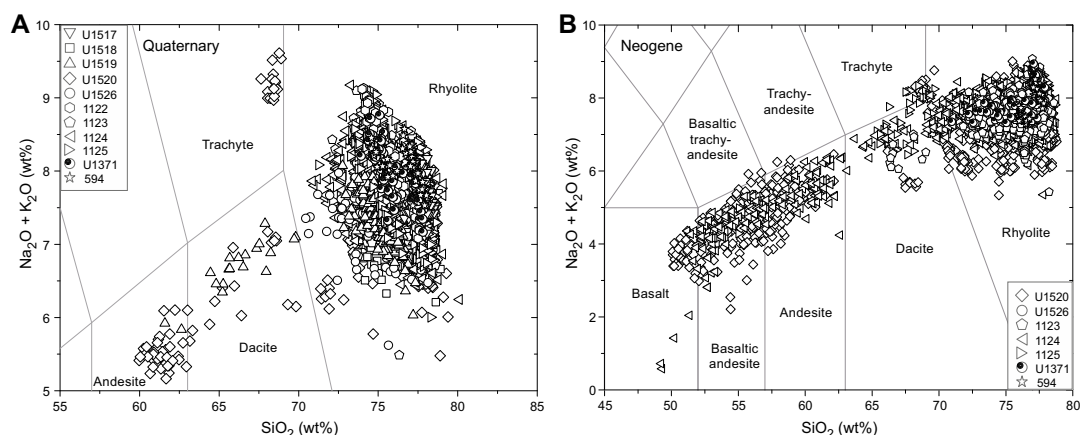 A
Quaternary
U1517
U1518
U1519
U1520
U1526
1122
1123
1124
1125
U1371
594
Rhyolite
Trachyte
Dacite
Andesite
10
9
8
7
6
5
55 60 65 70 75 80 85
Na2O + K2O (wt%)
SiO2 (wt%)
B
Neogene
Trachyte
Trachy-
andesite
Basaltic
trachy-
andesite
Dacite
Rhyolite
Basalt
Andesite
Basaltic
andesite
U1520
U1526
1123
1124
1125
U1371
594
10
8
6
4
2
0
45 50 55 60 65 70 75 80
Na2O + K2O (wt%)
SiO2 (wt%)